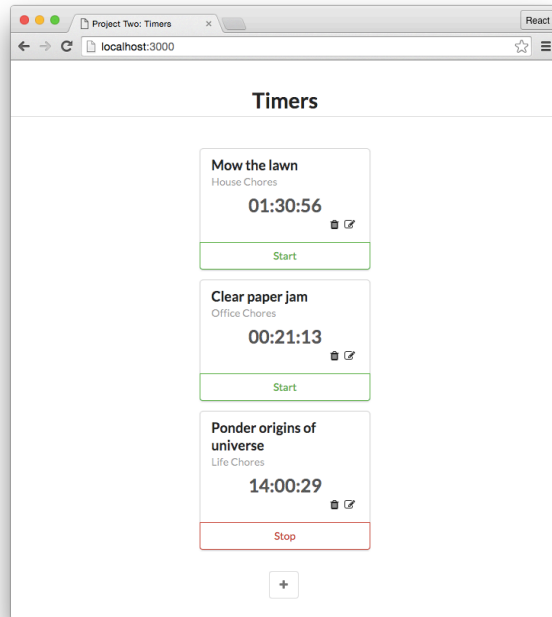 Project Two: Timers
React
localhost:3000
Timers
Mow the lawn
House Chores
01:30:56
Start
Clear paper jam
Office Chores
00:21:13
Start
Ponder origins of
universe
Life Chores
14:00:29
Stop
+